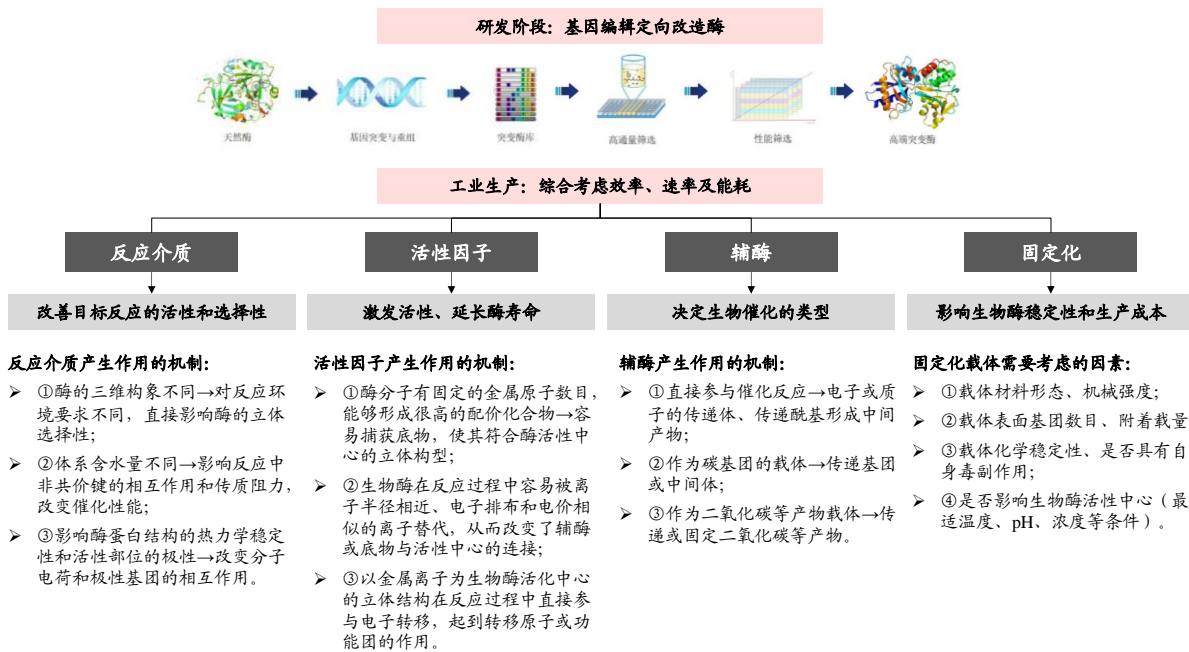 研发阶段：基因编辑定向改造酶
天然酶
基因突变与重组
突变酶库
高通量筛选
性能筛选
高端突变酶
工业生产：综合考虑效率、速率及能耗
反应介质
活性因子
辅酶
固定化
改善目标反应的活性和选择性
激发活性、延长酶寿命
决定生物催化的类型
影响生物酶稳定性和生产成本
反应介质产生作用的机制：
➢ ①酶的三维构象不同→对反应环
境要求不同，直接影响酶的立体
选择性；
➢ ②体系含水量不同→影响反应中
非共价键的相互作用和传质阻力，
改变催化性能；
➢ ③影响酶蛋白结构的热力学稳定
性和活性部位的极性→改变分子
电荷和极性基团的相互作用。
活性因子产生作用的机制：
➢ ①酶分子有固定的金属原子数目，
能够形成很高的配价化合物→容
易捕获底物，使其符合酶活性中
心的立体构型；
➢ ②生物酶在反应过程中容易被离
子半径相近、电子排布和电价相
似的离子替代，从而改变了辅酶
或底物与活性中心的连接；
➢ ③以金属离子为生物酶活化中心
的立体结构在反应过程中直接参
与电子转移，起到转移原子或功
能团的作用。
辅酶产生作用的机制：
➢ ①直接参与催化反应→电子或质
子的传递体、传递酰基形成中间
产物；
➢ ②作为碳基团的载体→传递基团
或中间体；
➢ ③作为二氧化碳等产物载体→传
递或固定二氧化碳等产物。
固定化载体需要考虑的因素：
➢ ①载体材料形态、机械强度；
➢ ②载体表面基团数目、附着载量
➢ ③载体化学稳定性、是否具有自
身毒副作用；
➢ ④是否影响生物酶活性中心（最
适温度、pH、浓度等条件）。